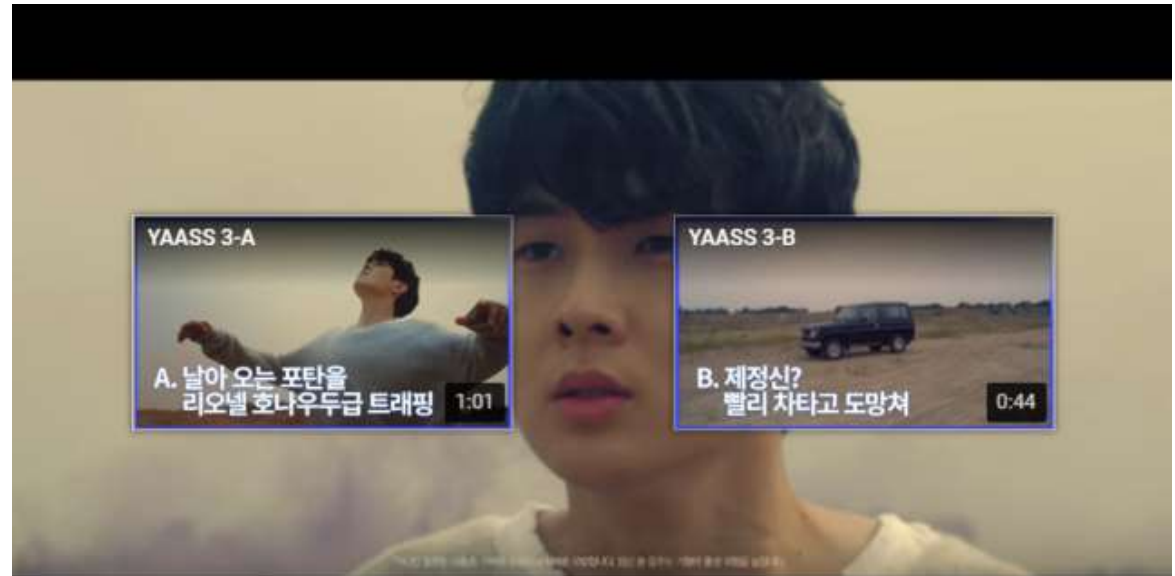 YAASS 3-A
A. 날아 오는 포탄을
리오넬 호나우두급 트래핑
1:01
YAASS 3-B
B. 제정신?
빨리 차타고 도망쳐
0:44